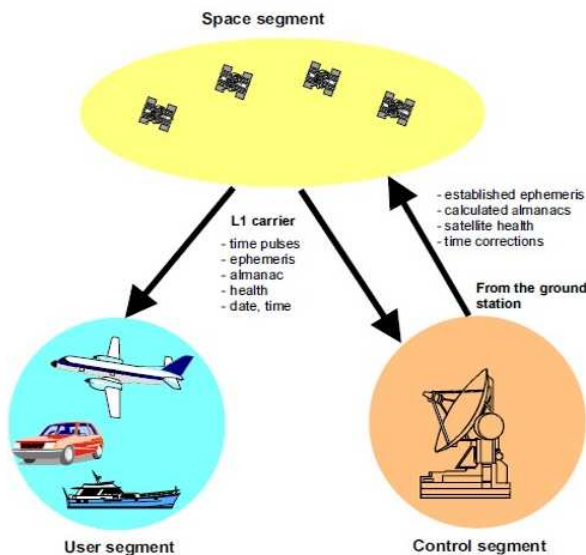 Space segment
L1 carrier
- time pulses
- ephemeris
- almanac
- health
- date, time
- established ephemeris
- calculated almanacs
- satellite health
- time corrections
From the ground
station
User segment
Control segment